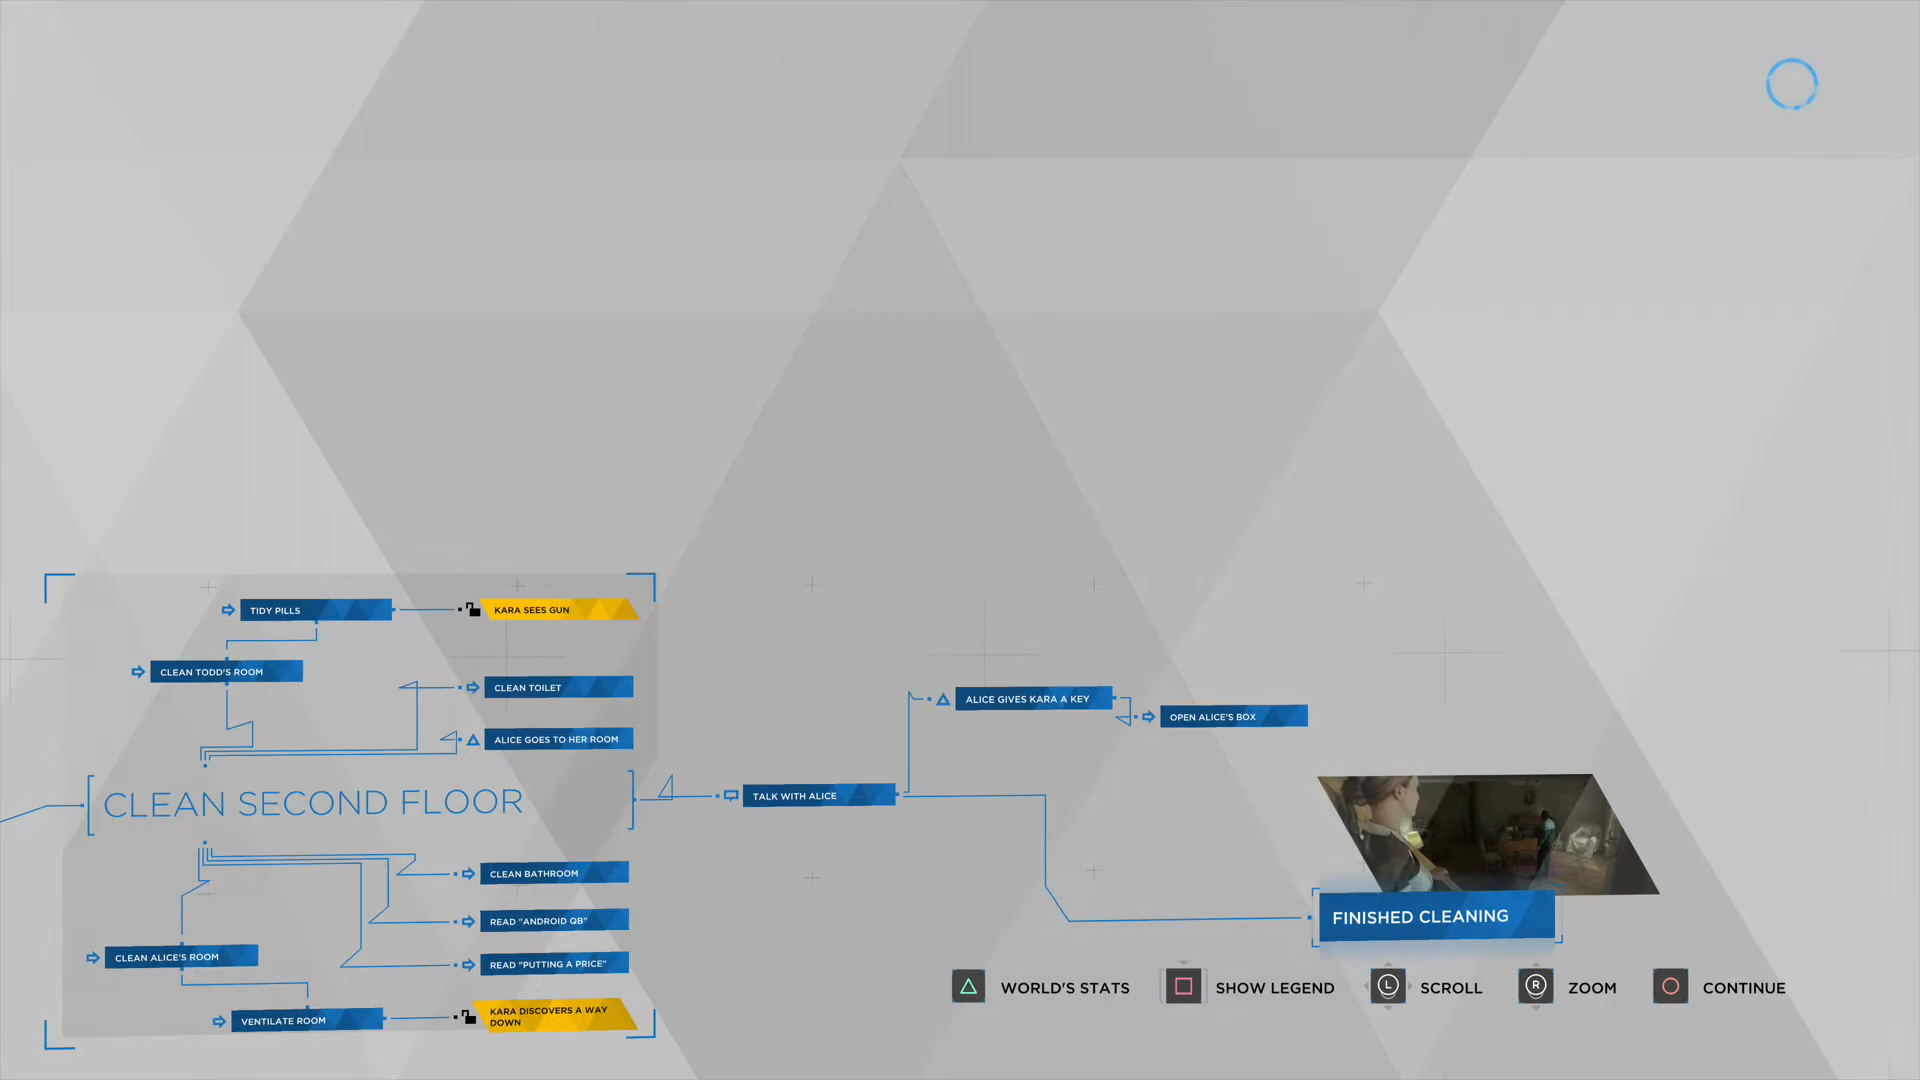 TIDY PILLS
KARA SEES GUN
CLEAN TODD'S ROOM
CLEAN TOILET
ALICE GOES TO HER ROOM
ALICE GIVES KARA A KEY
OPEN ALICE'S BOX
CLEAN SECOND FLOOR
TALK WITH ALICE
CLEAN BATHROOM
READ "ANDROID QB"
CLEAN ALICE'S ROOM
READ "PUTTING A PRICE"
VENTILATE ROOM
KARA DISCOVERS A WAY
DOWN
FINISHED CLEANING
WORLD'S STATS
SHOW LEGEND
L
SCROLL
R
ZOOM
CONTINUE